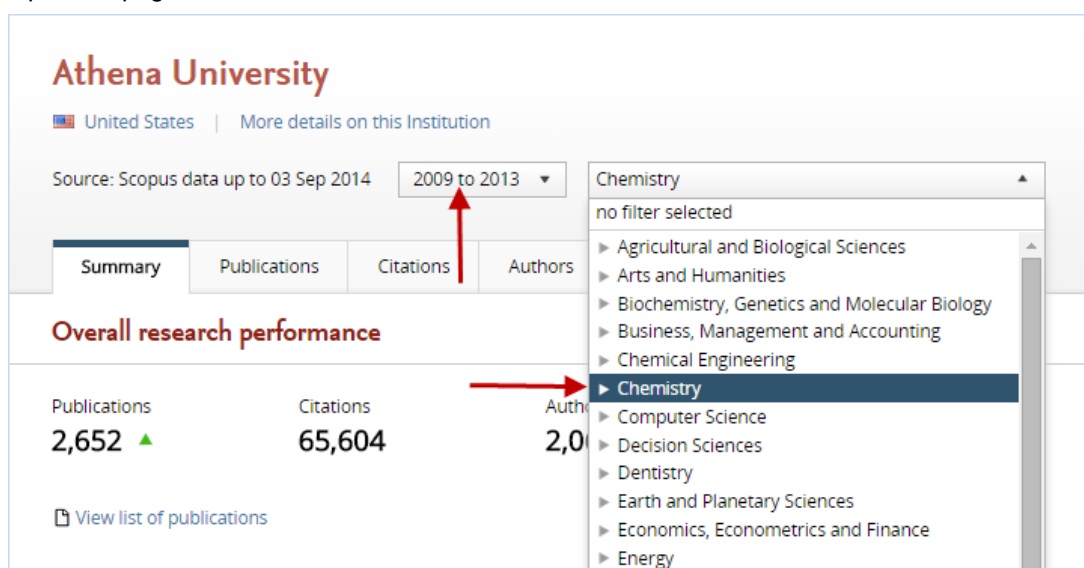 Athena University
United States | More details on this Institution
Source: Scopus data up to 03 Sep 2014 2009 to 2013 Chemistry
no filter selected
Summary Publications Citations Authors
Agricultural and Biological Sciences
Arts and Humanities
Biochemistry, Genetics and Molecular Biology
Business, Management and Accounting
Chemical Engineering
Chemistry
Computer Science
Decision Sciences
Dentistry
Earth and Planetary Sciences
Economics, Econometrics and Finance
Energy
Overall research performance
Publications Citations
2,652 65,604
View list of publications